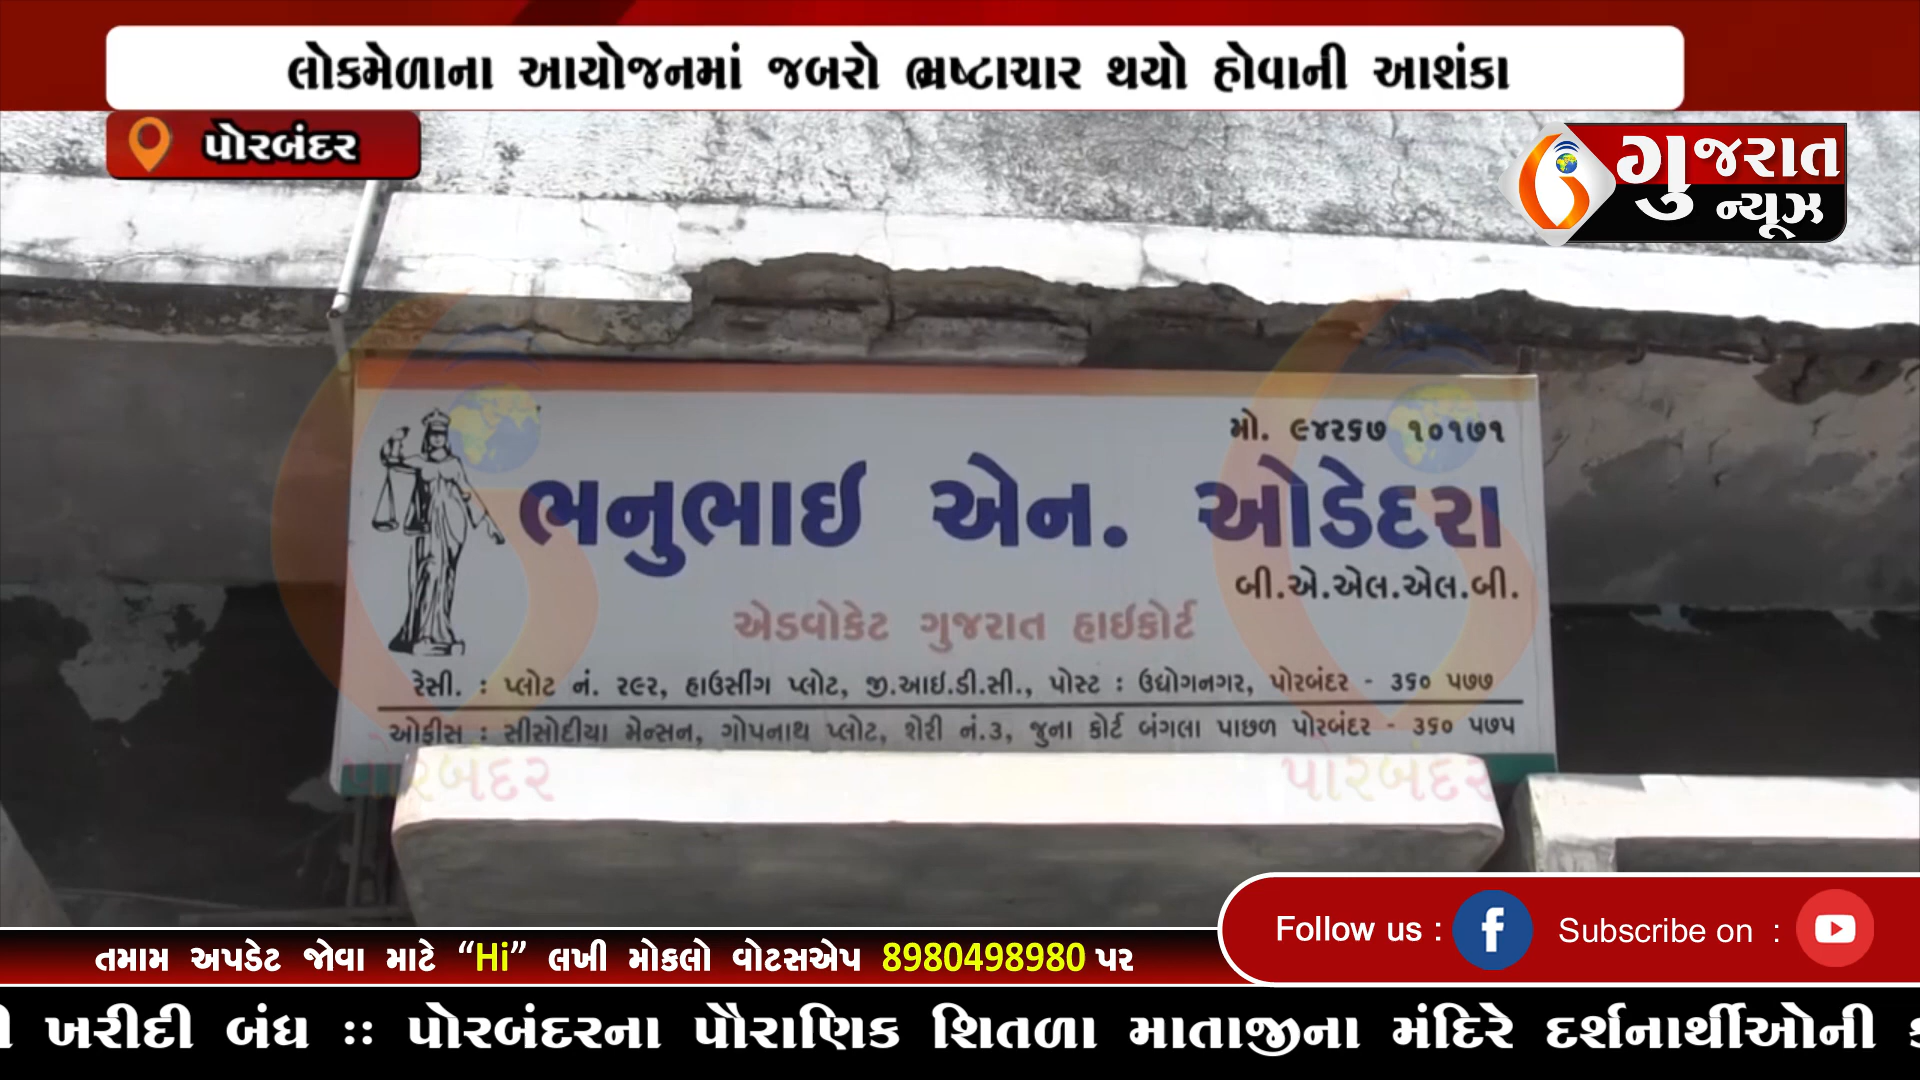 લોકમેળાના આયોજનમાં જબરો ભ્રષ્ટાચાર થયો હોવાની આશંકા
પોરબંદર
ગુજરાત
ન્યૂઝ
મો. ૯૪૨૬૭ ૧૦૧૭૧
ભનુભાઇ એન. ઓડેદરા
બી.એ.એલ.એલ.બી.
એડવોકેટ ગુજરાત હાઇકોર્ટ
રેસી. : પ્લોટ નં. ૨૯૨, હાઉસીંગ પ્લોટ, જી.આઇ.ડી.સી., પોસ્ટ : ઉદ્યોગનગર, પોરબંદર - ૩૬૦ ૫૭૭
ઓફીસ : સીસોદીયા મેન્સન, ગોપનાથ પ્લોટ, શેરી નં.૩, જુના કોર્ટ બંગલા પાછળ પોરબંદર - ૩૬૦ ૫૭૫
પોરબંદર
પોરબંદર
Follow us :
Subscribe on :
તમામ અપડેટ જોવા માટે “Hi” લખી મોકલો વોટસએપ 8980498980 પર
ખરીદી બંધ :: પોરબંદરના પૌરાણિક શિતળા માતાજીના મંદિરે દર્શનાર્થીઓની